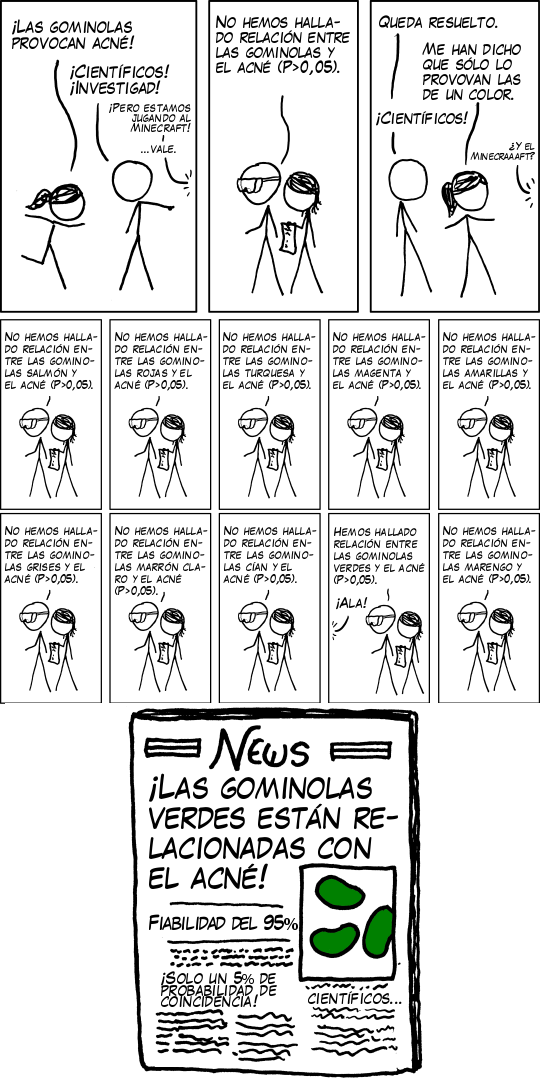 ¡LAS GOMINOLAS
PROVOCAN ACNÉ!
¡CIENTÍFICOS!
¡INVESTIGAD!
¡PERO ESTAMOS
JUGANDO AL
MINECRAFT!
...VALE.
NO HEMOS HALLA-
DO RELACIÓN ENTRE
LAS GOMINOLAS Y
EL ACNÉ (P>0,05).
QUEDA RESUELTO.
ME HAN DICHO
QUE SÓLO LO
PROVOVAN LAS
DE UN COLOR.
¡CIENTÍFICOS!
¿Y EL
MINECRAAAFT?
NO HEMOS HALLA-
DO RELACIÓN EN-
TRE LAS GOMINO-
LAS SALMÓN Y
EL ACNÉ (P>0,05).
NO HEMOS HALLA-
DO RELACIÓN EN-
TRE LAS GOMINO-
LAS ROJAS Y EL
ACNÉ (P>0,05).
NO HEMOS HALLA-
DO RELACIÓN EN-
TRE LAS GOMINO-
LAS TURQUESA Y
EL ACNÉ (P>0,05).
NO HEMOS HALLA-
DO RELACIÓN EN-
TRE LAS GOMINO-
LAS MAGENTA Y
EL ACNÉ (P>0,05).
NO HEMOS HALLA-
DO RELACIÓN EN-
TRE LAS GOMINO-
LAS AMARILLAS Y
EL ACNÉ (P>0,05).
NO HEMOS HALLA-
DO RELACIÓN EN-
TRE LAS GOMINO-
LAS GRISES Y EL
ACNÉ (P>0,05).
NO HEMOS HALLA-
DO RELACIÓN EN-
TRE LAS GOMINO-
LAS MARRÓN CLA-
RO Y EL ACNÉ
(P>0,05).
NO HEMOS HALLA-
DO RELACIÓN EN-
TRE LAS GOMINO-
LAS CÍAN Y EL
ACNÉ (P>0,05).
HEMOS HALLADO
RELACIÓN ENTRE
LAS GOMINOLAS
VERDES Y EL ACNÉ
(P>0,05).
¡ALA!
NO HEMOS HALLA-
DO RELACIÓN EN-
TRE LAS GOMINO-
LAS MARENGO Y
EL ACNÉ (P>0,05).
NEWS
¡LAS GOMINOLAS
VERDES ESTÁN RE-
LACIONADAS CON
EL ACNÉ!
FIABILIDAD DEL 95%
¡SOLO UN 5% DE
PROBABILIDAD DE
COINCIDENCIA!
CIENTÍFICOS...